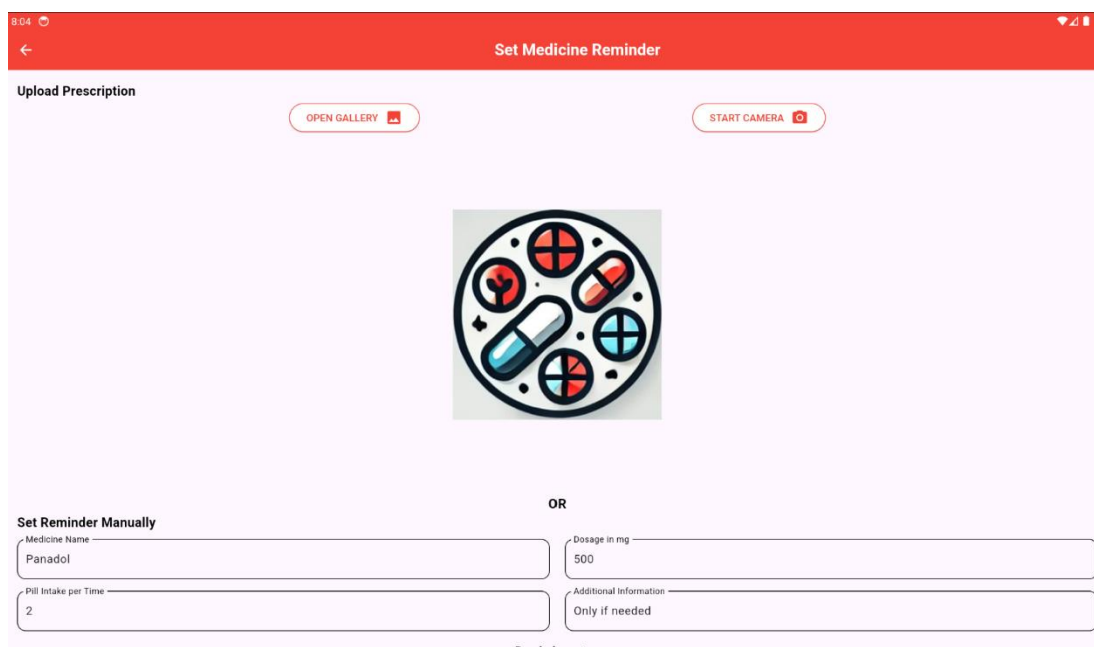 8:04
Set Medicine Reminder
Upload Prescription
OPEN GALLERY
START CAMERA
OR
Set Reminder Manually
Medicine Name
Panadol
Dosage in mg
500
Pill Intake per Time
2
Additional Information
Only if needed